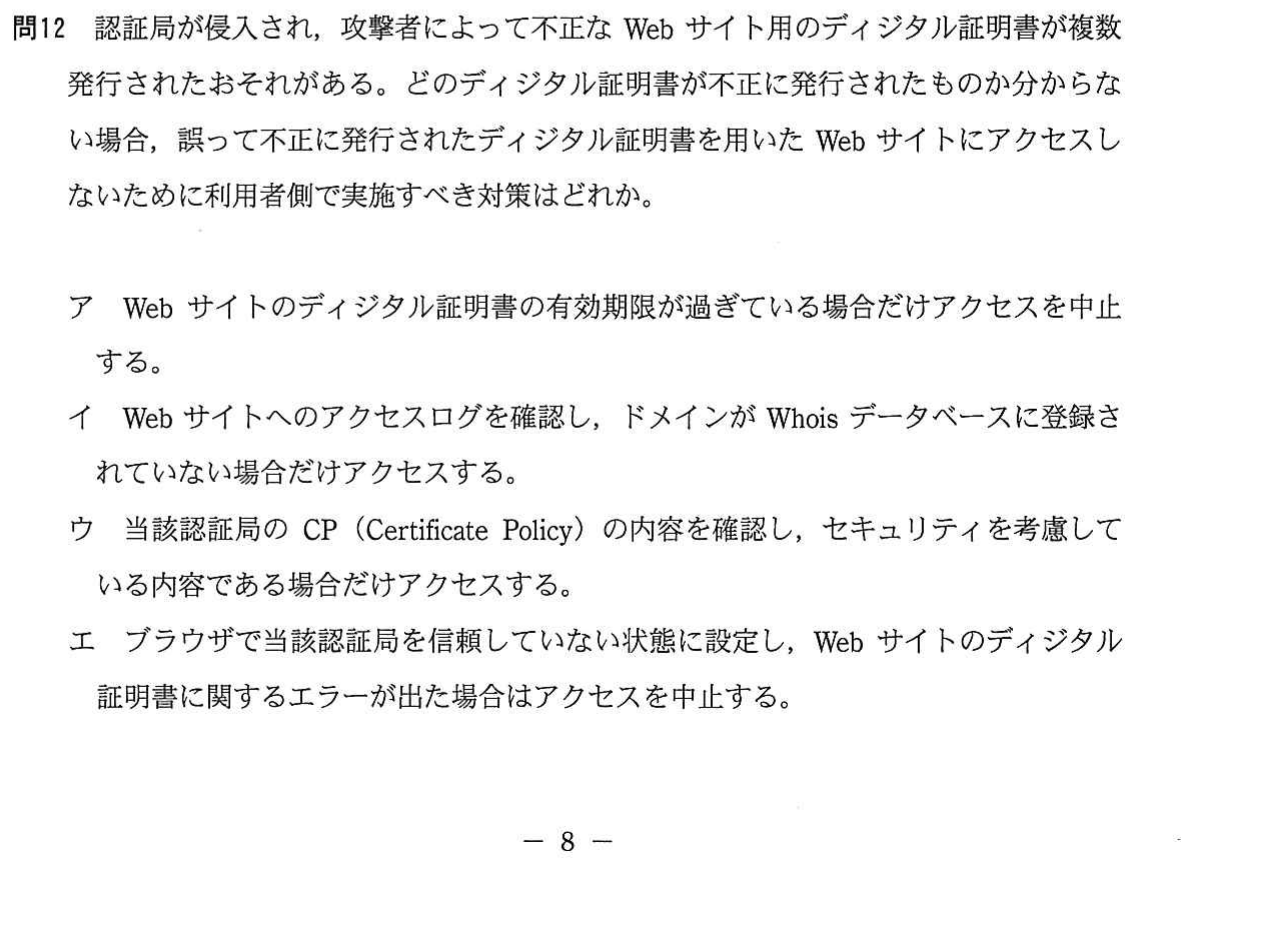 問12 認証局が侵入され，攻撃者によって不正な Web サイト用のディジタル証明書が複数
発行されたおそれがある。どのディジタル証明書が不正に発行されたものか分からな
い場合，誤って不正に発行されたディジタル証明書を用いた Web サイトにアクセスし
ないために利用者側で実施すべき対策はどれか。
ア Web サイトのディジタル証明書の有効期限が過ぎている場合だけアクセスを中止
する。
イ Web サイトへのアクセスログを確認し，ドメインが Whois データベースに登録さ
れていない場合だけアクセスする。
ウ 当該認証局の CP（Certificate Policy）の内容を確認し，セキュリティを考慮して
いる内容である場合だけアクセスする。
エ ブラウザで当該認証局を信頼していない状態に設定し，Web サイトのディジタル
証明書に関するエラーが出た場合はアクセスを中止する。
― 8 ―